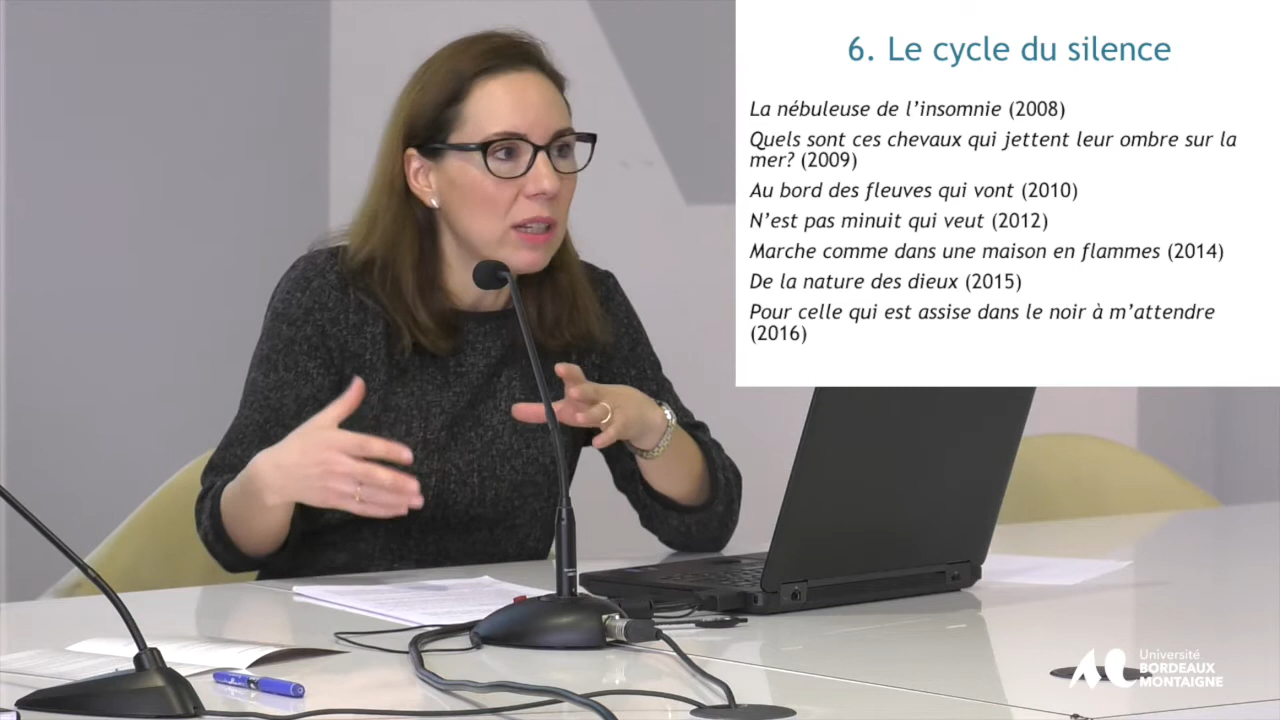 6. Le cycle du silence
La nébuleuse de l’insomnie (2008)
Quels sont ces chevaux qui jettent leur ombre sur la
mer? (2009)
Au bord des fleuves qui vont (2010)
N’est pas minuit qui veut (2012)
Marche comme dans une maison en flammes (2014)
De la nature des dieux (2015)
Pour celle qui est assise dans le noir à m’attendre
(2016)
Université
BORDEAUX
MONTAIGNE